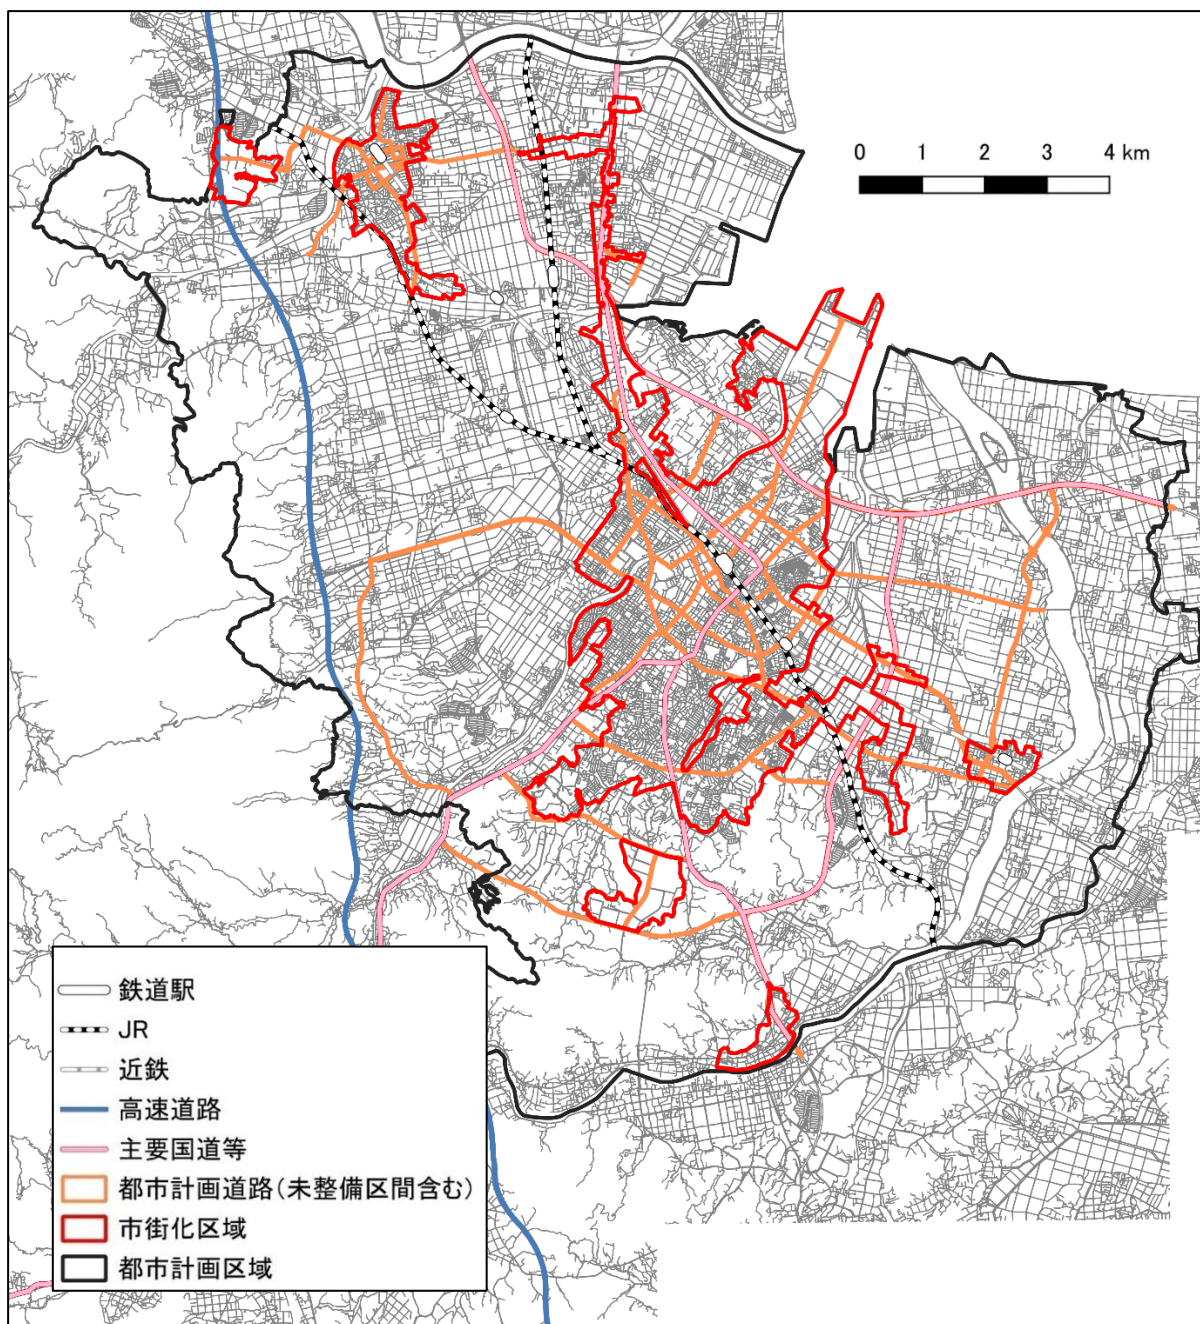 0 1 2 3 4 km
鉄道駅
JR
近鉄
高速道路
主要国道等
都市計画道路(未整備区間含む)
市街化区域
都市計画区域